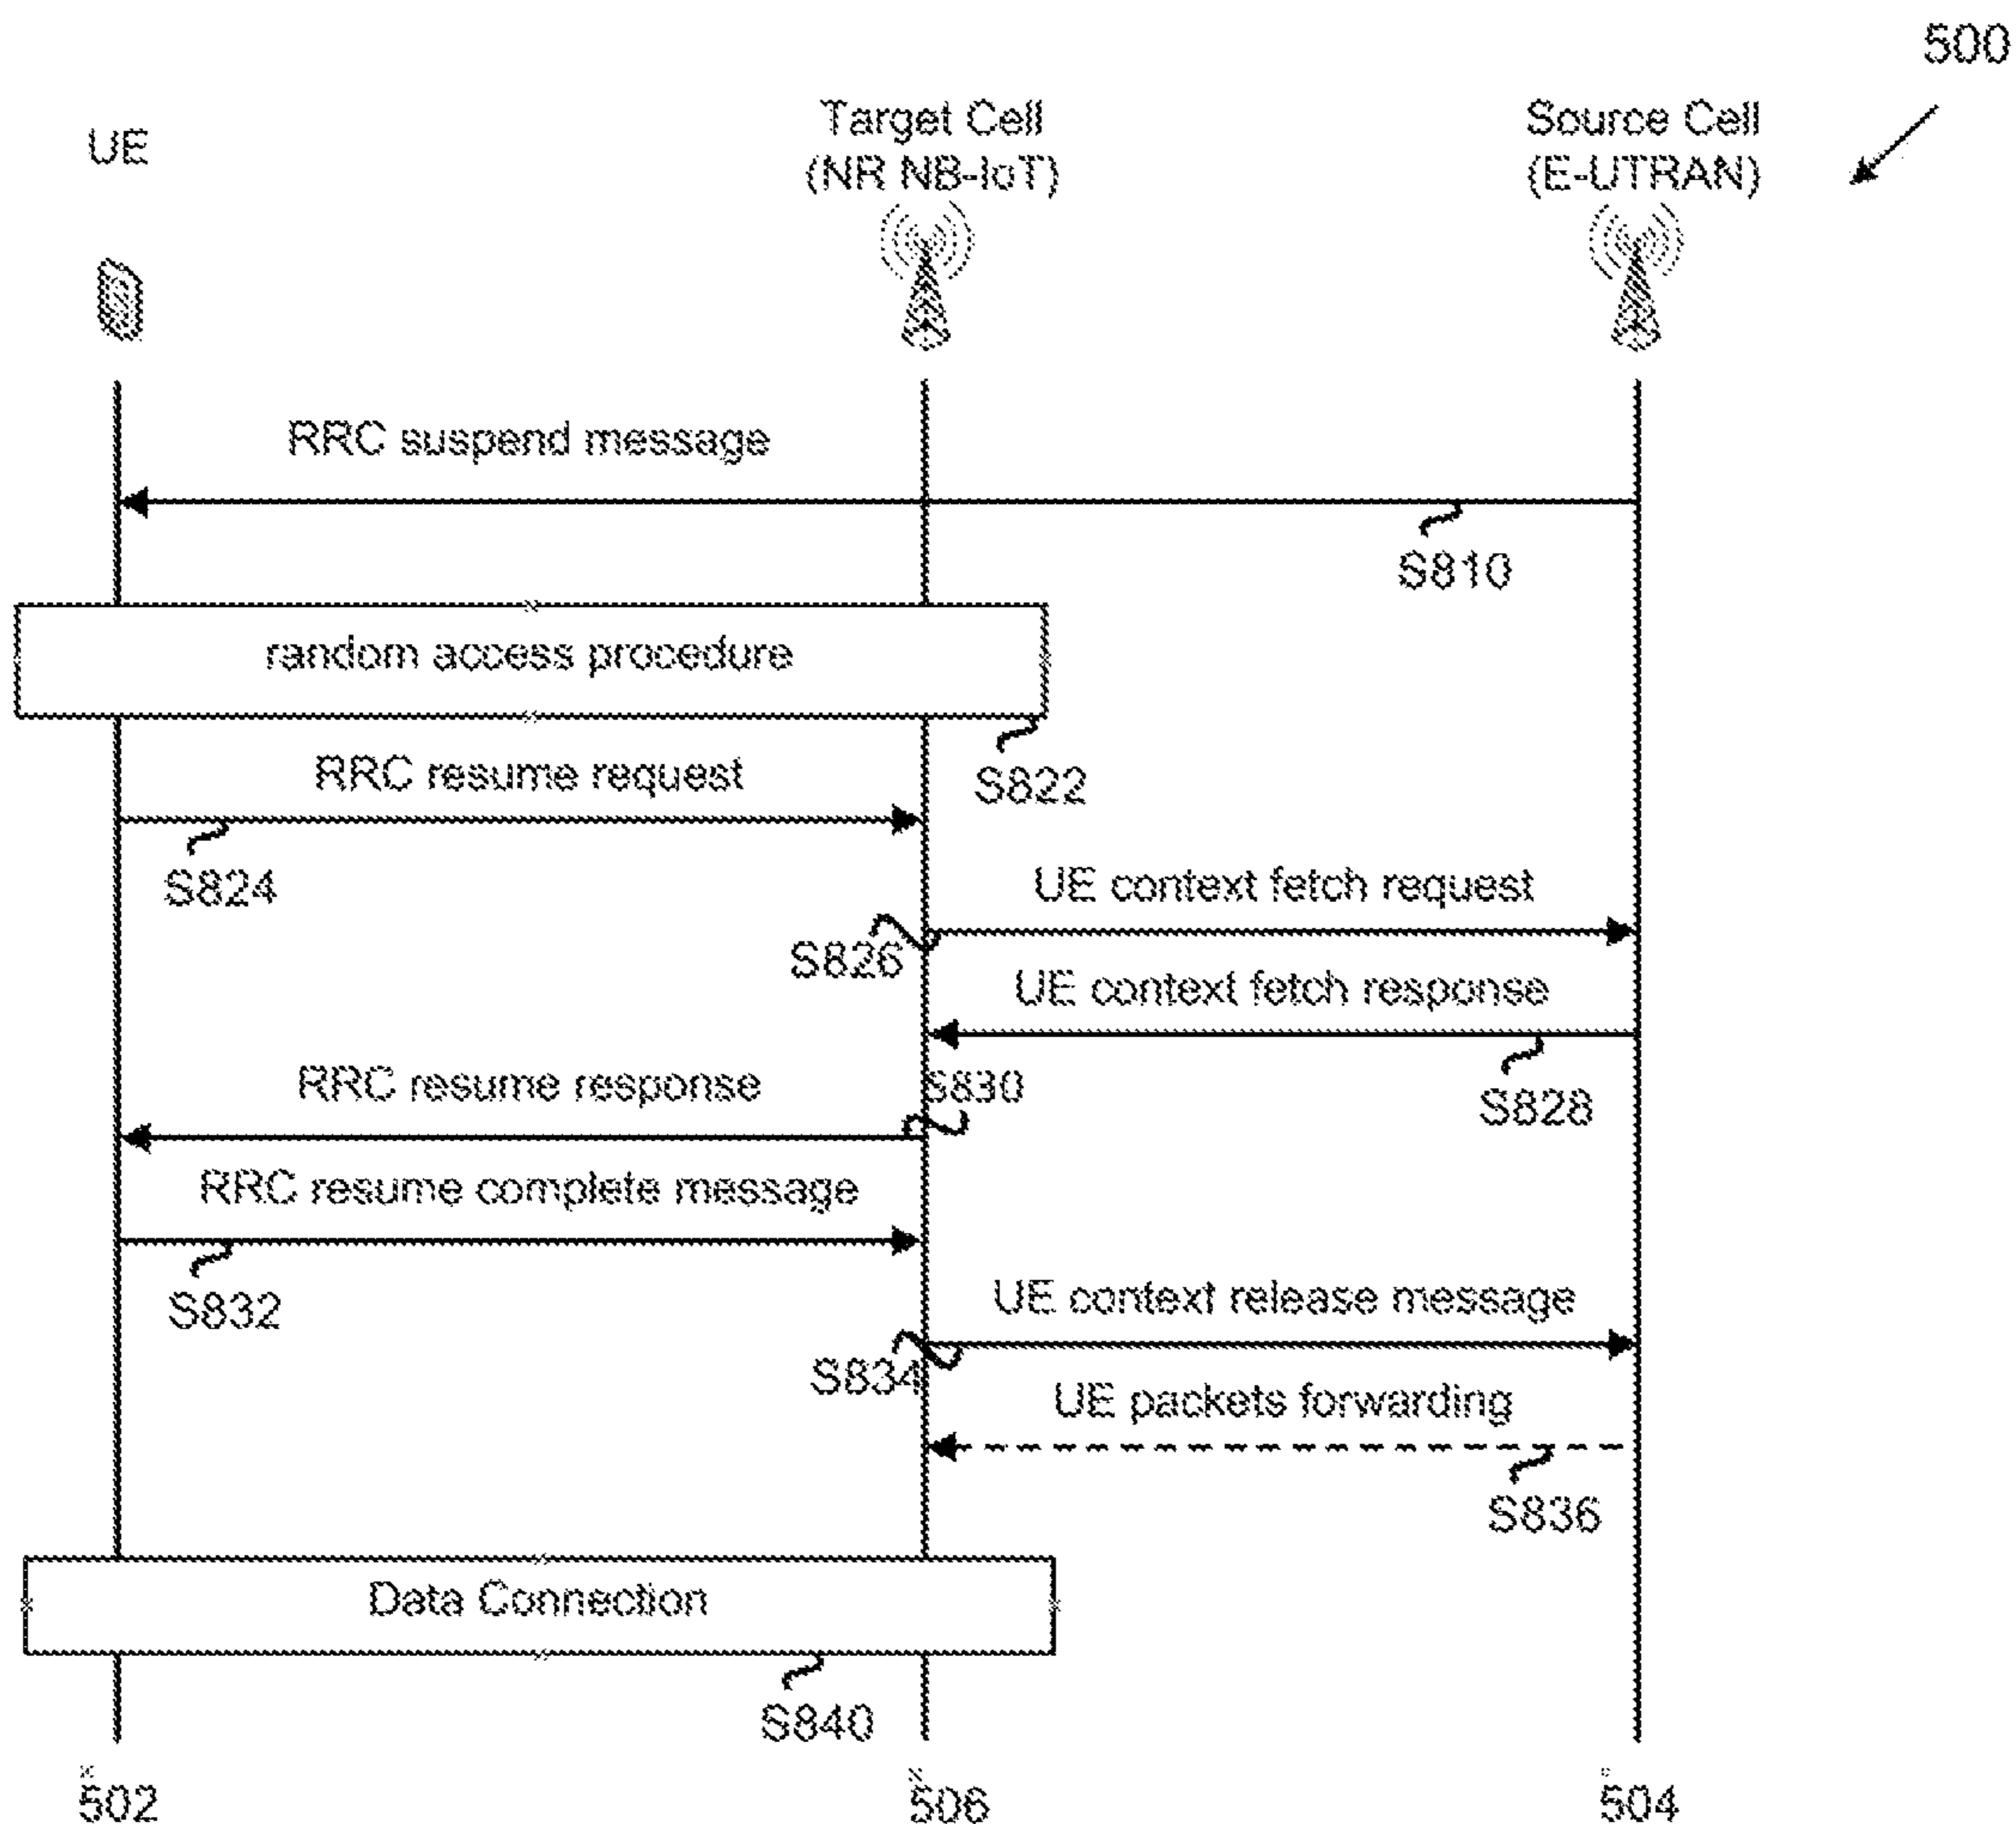 500
UE
Target Cell
(NR NB-IoT)
Source Cell
(E-UTRAN)
RRC suspend message
S810
random access procedure
S822
RRC resume request
S824
UE context fetch request
S826
UE context fetch response
S828
RRC resume response
S830
RRC resume complete message
S832
UE context release message
S834
UE packets forwarding
S836
Data Connection
S840
502
506
504